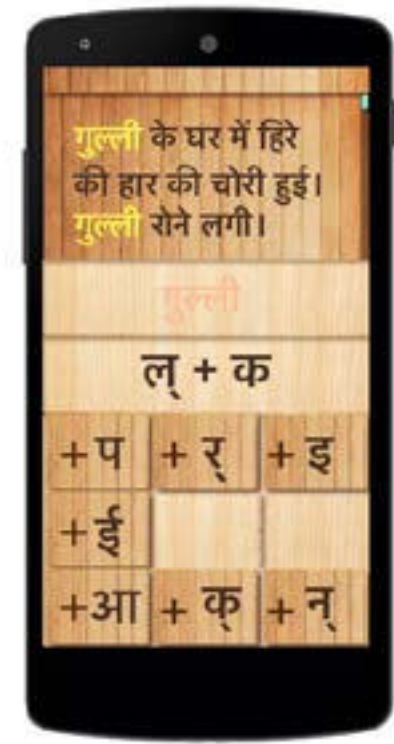 गुल्ली के घर में हिरे
की हार की चोरी हुई।
गुल्ली रोने लगी।
गुल्ली
ल् + क
+ प + र् + इ
+ ई
+आ + क् + न्